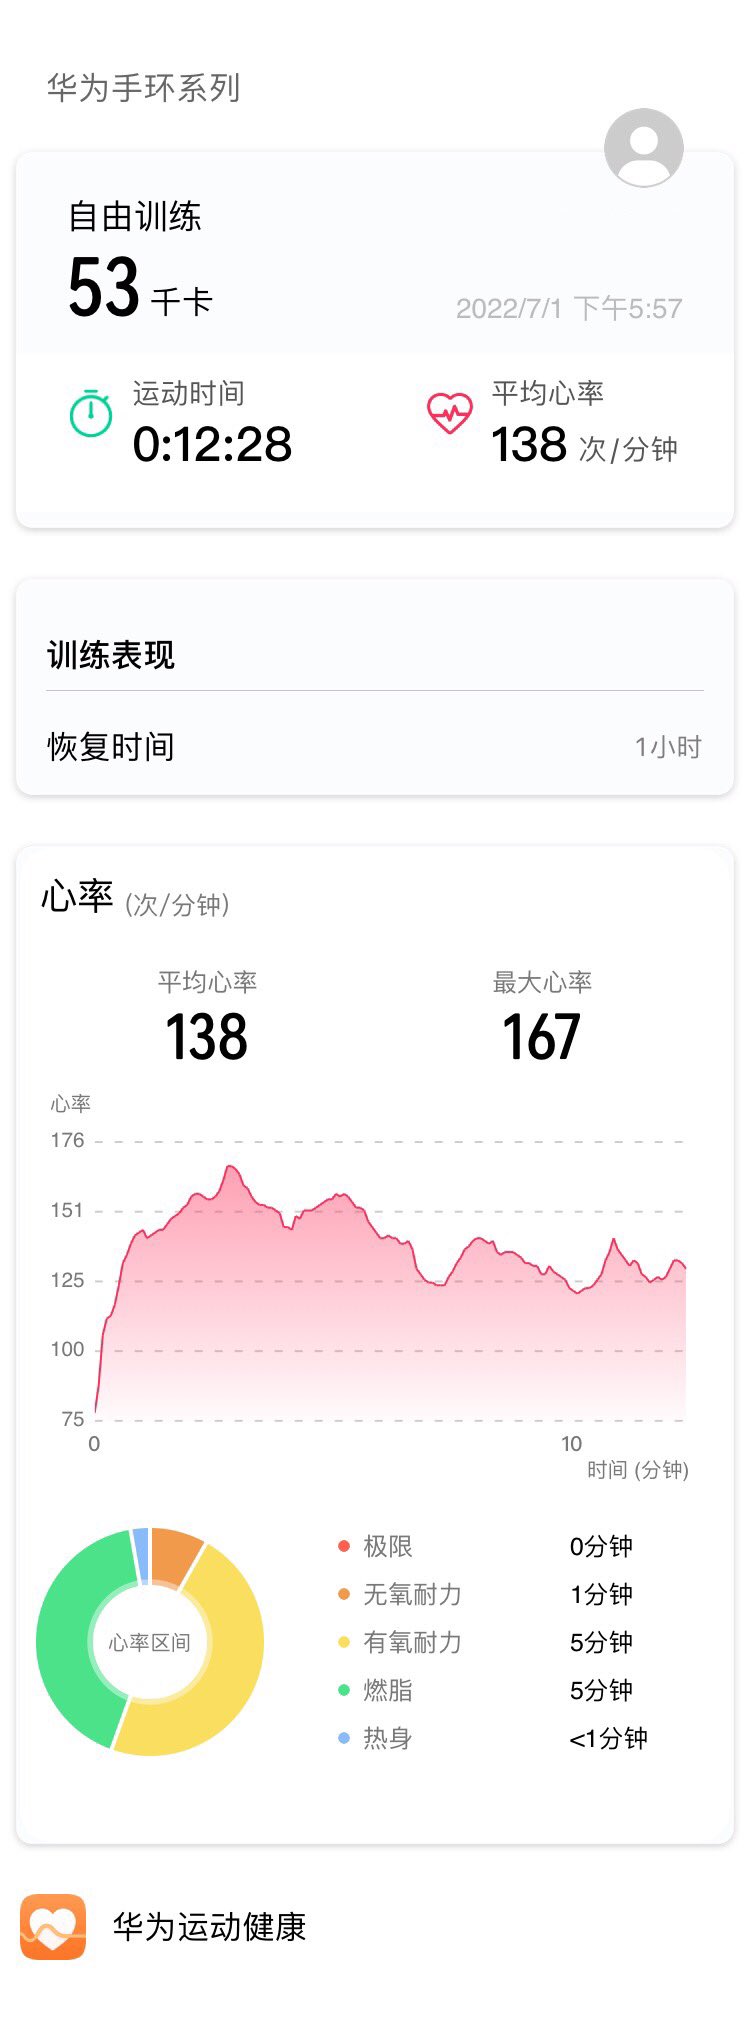 华为手环系列
自由训练
53 千卡
2022/7/1 下午5:57
运动时间
0:12:28
平均心率
138 次/分钟
训练表现
恢复时间 1小时
心率 (次/分钟)
平均心率 最大心率
138 167
心率
176
151
125
100
75
0 10
时间 (分钟)
心率区间
极限 0分钟
无氧耐力 1分钟
有氧耐力 5分钟
燃脂 5分钟
热身 <1分钟
华为运动健康